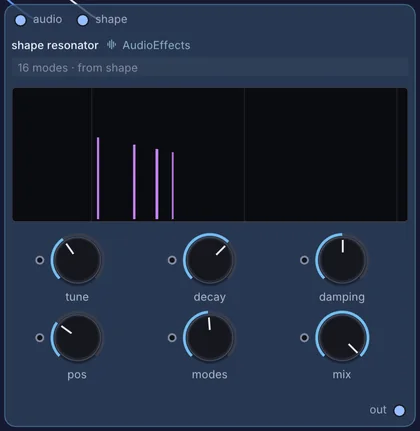 audio shape
shape resonator AudioEffects
16 modes · from shape
tune decay damping
pos modes mix
out